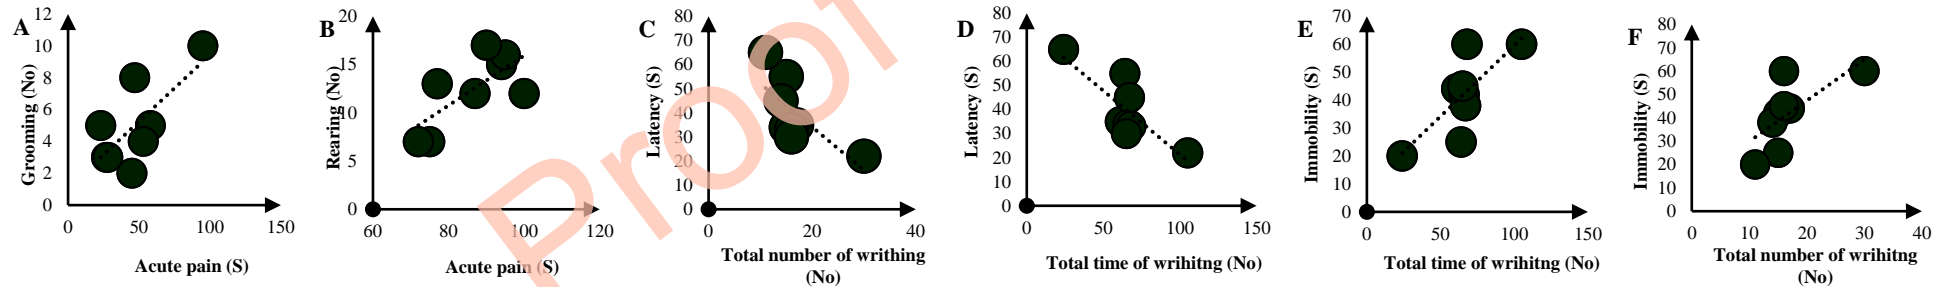 A
Grooming (No)
12
10
8
6
4
2
0
0 50 100 150
Acute pain (S)
B
Rearing (No)
20
15
10
5
0
60 80 100 120
Acute pain (S)
C
Latency (S)
80
70
60
50
40
30
20
10
0
0 20 40
Total number of writhing
(No)
D
Latency (S)
80
70
60
50
40
30
20
10
0
50 100 150
Total time of wrihitng (No)
E
Immobility (S)
70
60
50
40
30
20
10
0
0 50 100 150
Total time of wrihitng (No)
F
Immobility (S)
80
70
60
50
40
30
20
10
0
0 10 20 30 40
Total number of wrihitng
(No)
Proof